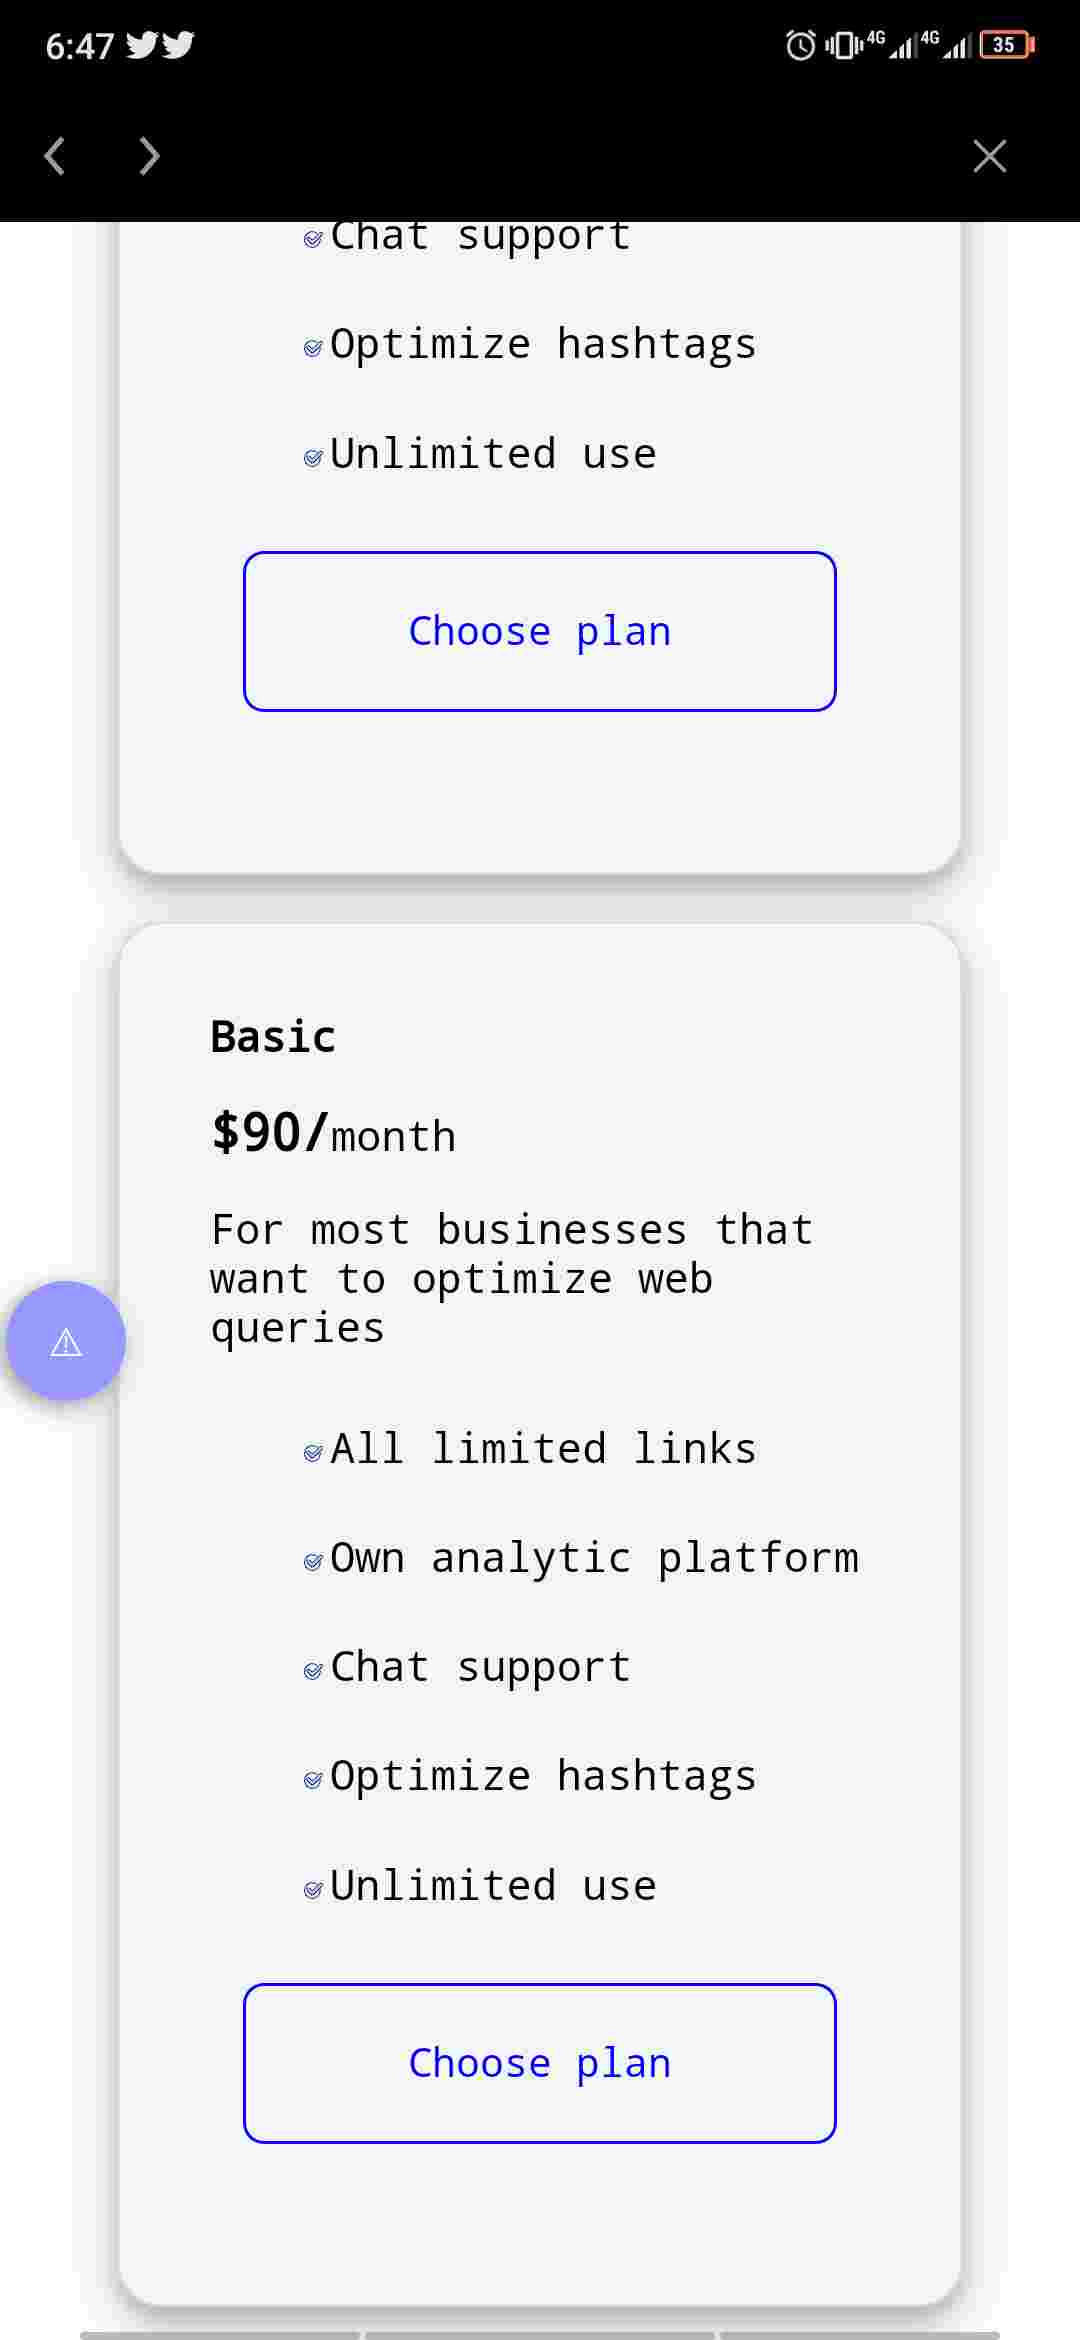 6:47 4G 4G 35
Chat support
Optimize hashtags
Unlimited use
Choose plan
Basic
$90/month
For most businesses that
want to optimize web
queries
All limited links
Own analytic platform
Chat support
Optimize hashtags
Unlimited use
Choose plan